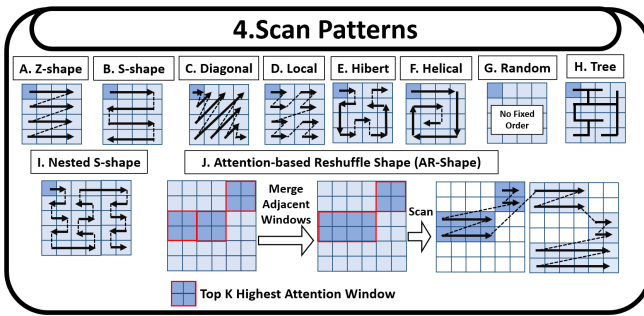 4.Scan Patterns
A. Z-shape
B. S-shape
C. Diagonal
D. Local
E. Hibert
F. Helical
G. Random
H. Tree
No Fixed
Order
I. Nested S-shape
J. Attention-based Reshuffle Shape (AR-Shape)
Merge
Adjacent
Windows
Scan
Top K Highest Attention Window